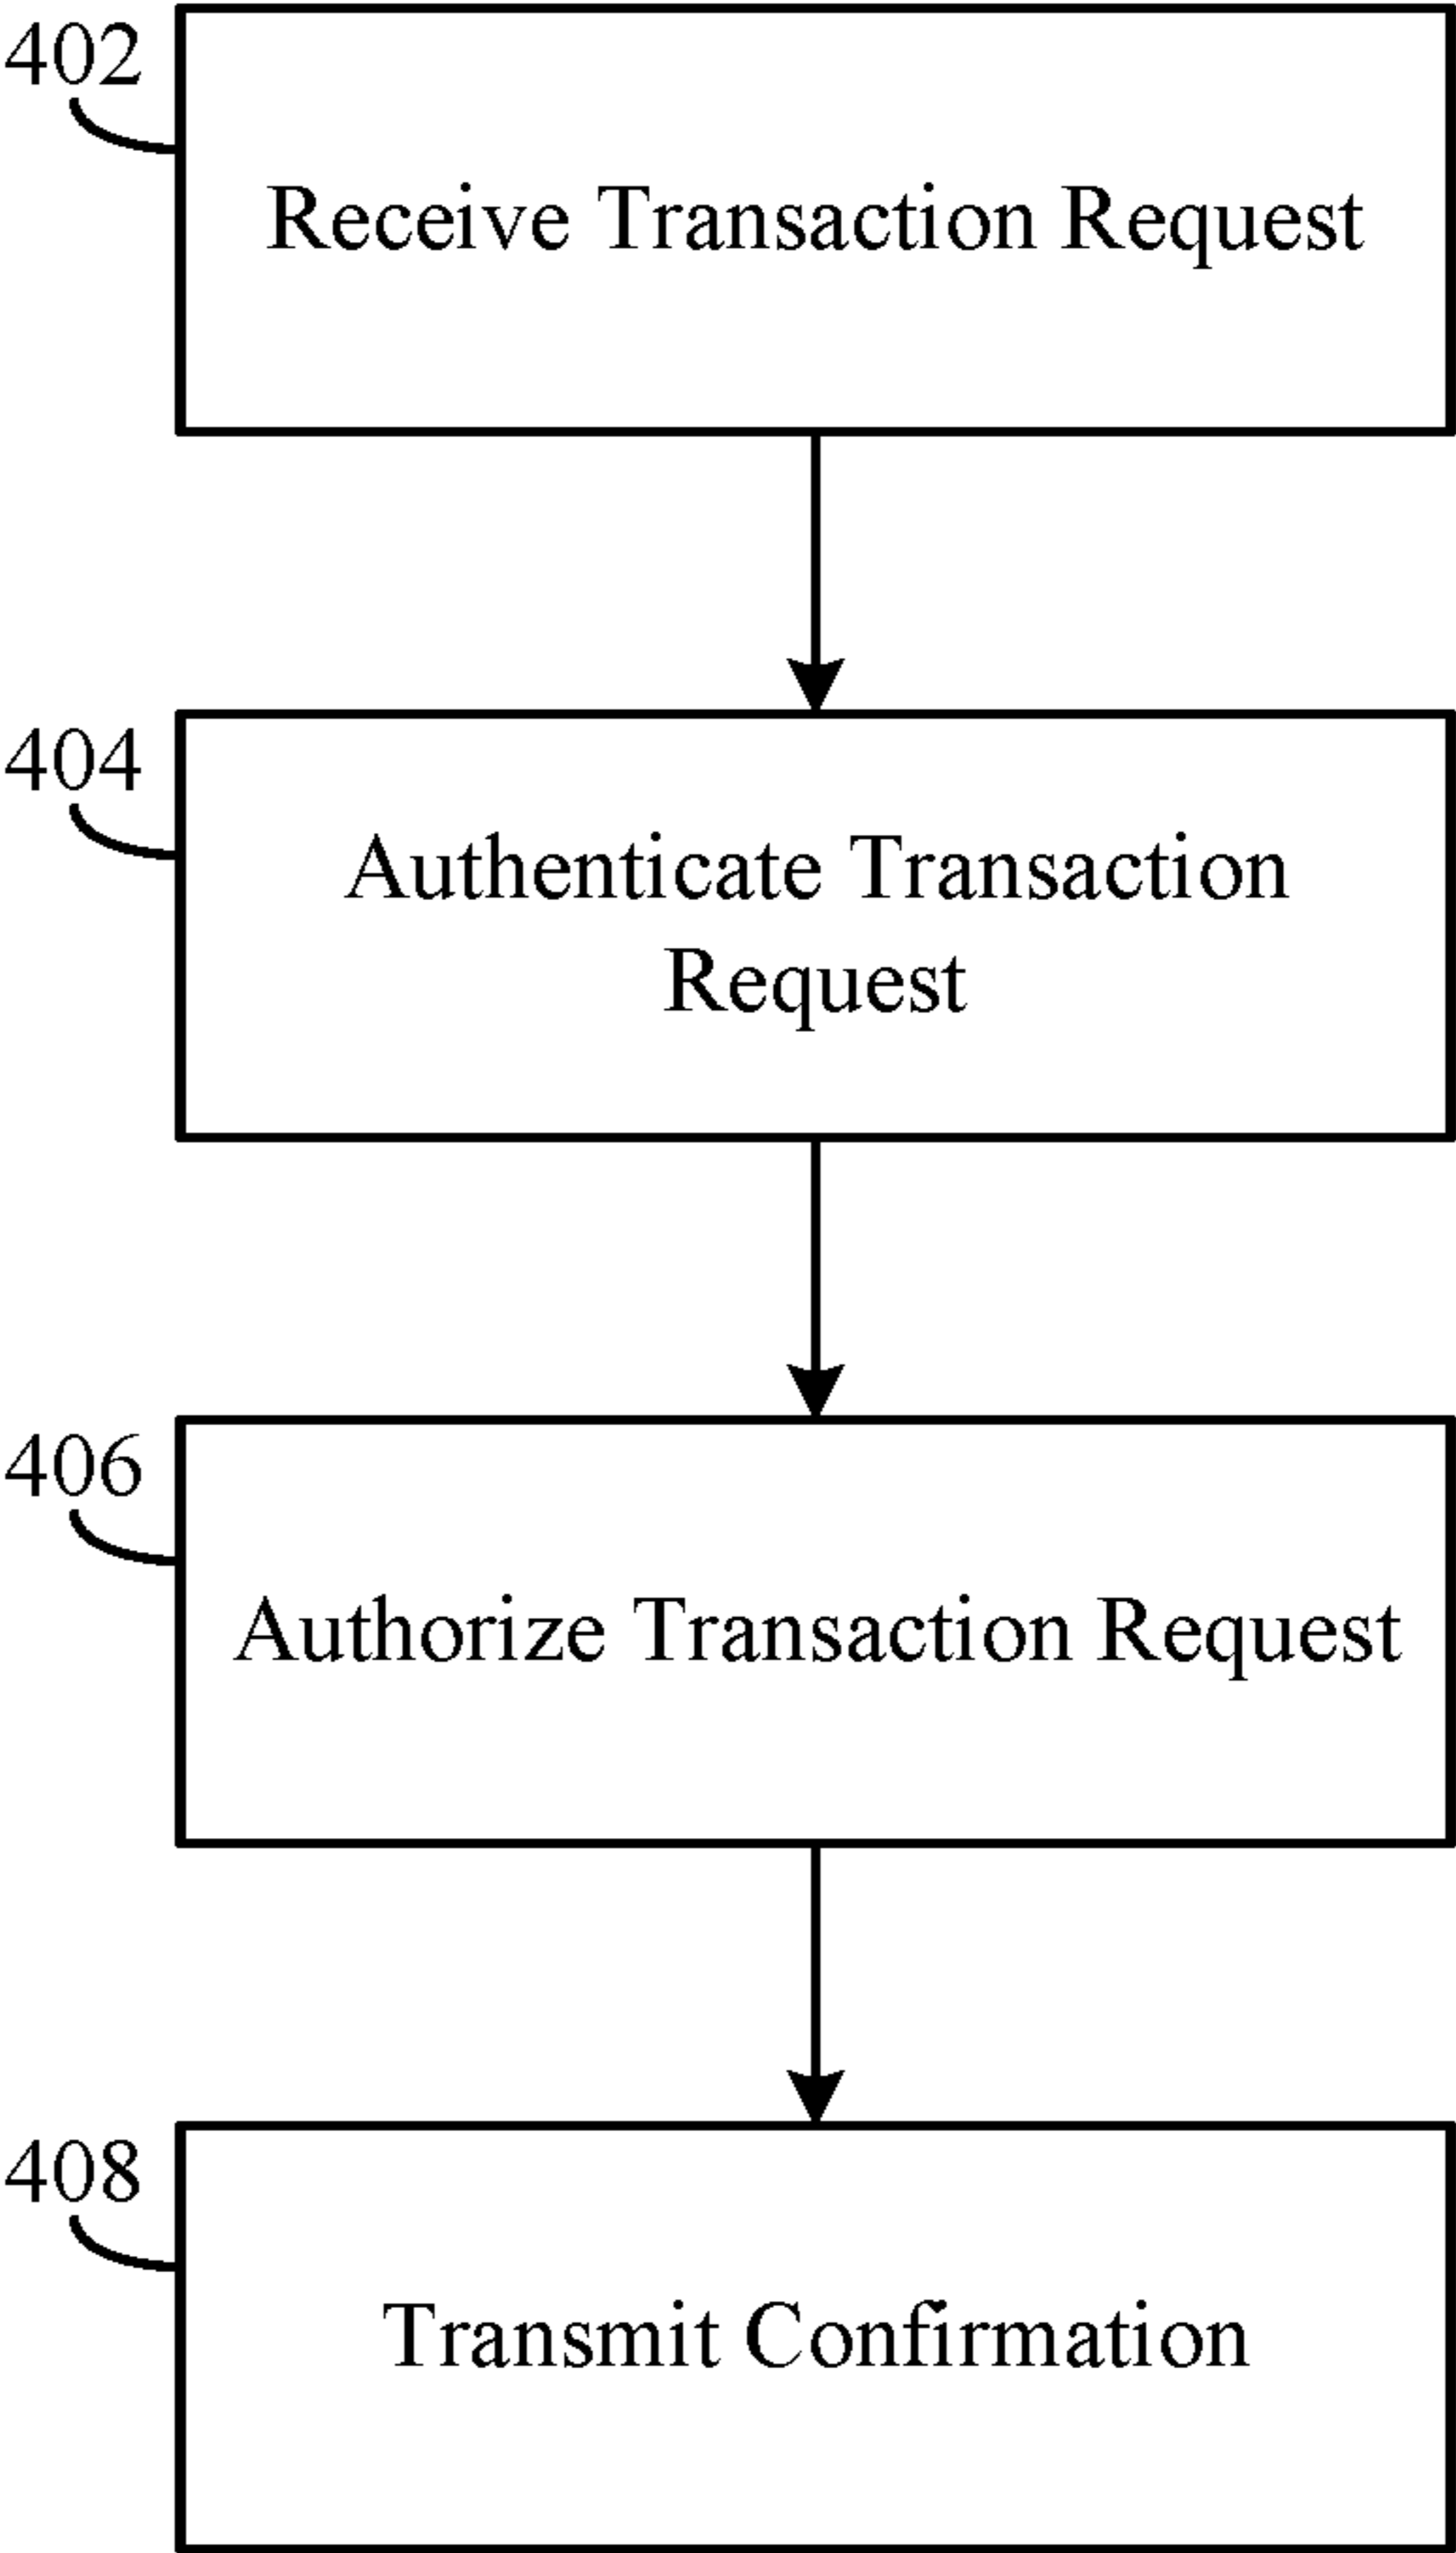 402
Receive Transaction Request
404
Authenticate Transaction
Request
406
Authorize Transaction Request
408
Transmit Confirmation